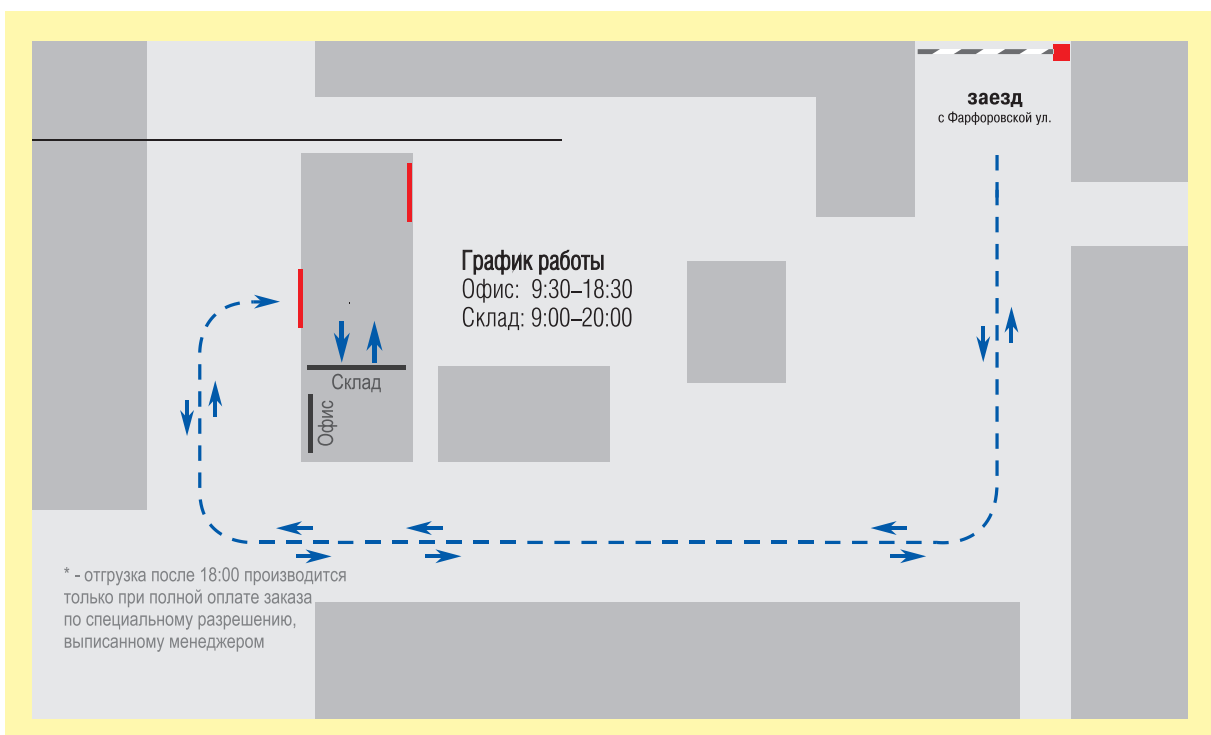 заезд
с Фарфоровской ул.
График работы
Офис: 9:30–18:30
Склад: 9:00–20:00
Склад
Офис
* - отгрузка после 18:00 производится
только при полной оплате заказа
по специальному разрешению,
выписанному менеджером